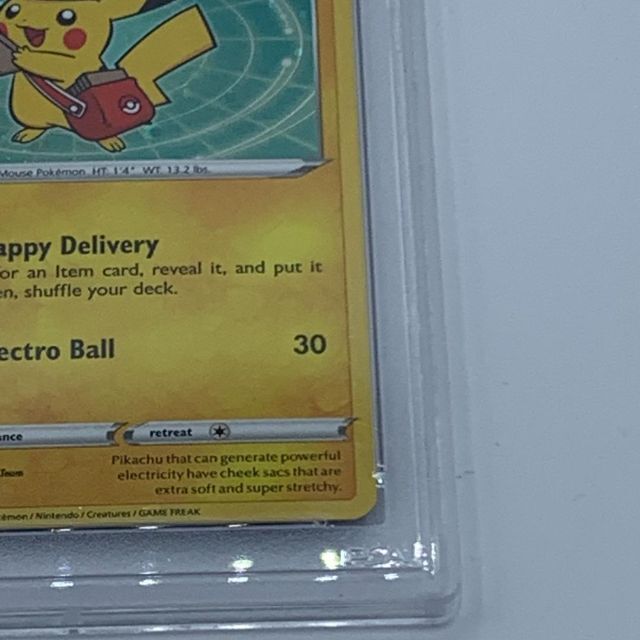 Mouse Pokémon HT: 1'4" WT: 13.2 lbs.
appy Delivery
or an Item card, reveal it, and put it
en, shuffle your deck.
ectro Ball 30
nce retreat
Pikachu that can generate powerful
electricity have cheek sacs that are
extra soft and super stretchy.
émon / Nintendo / Creatures / GAME FREAK